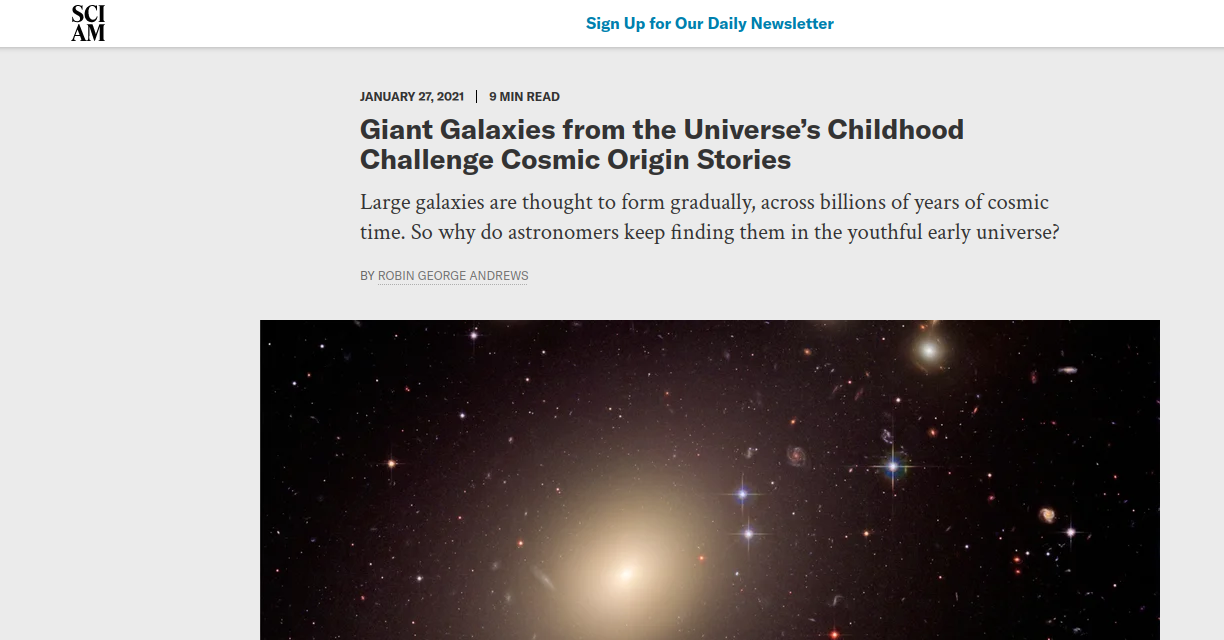 SCI
AM
Sign Up for Our Daily Newsletter
JANUARY 27, 2021 | 9 MIN READ
Giant Galaxies from the Universe’s Childhood
Challenge Cosmic Origin Stories
Large galaxies are thought to form gradually, across billions of years of cosmic
time. So why do astronomers keep finding them in the youthful early universe?
BY ROBIN GEORGE ANDREWS